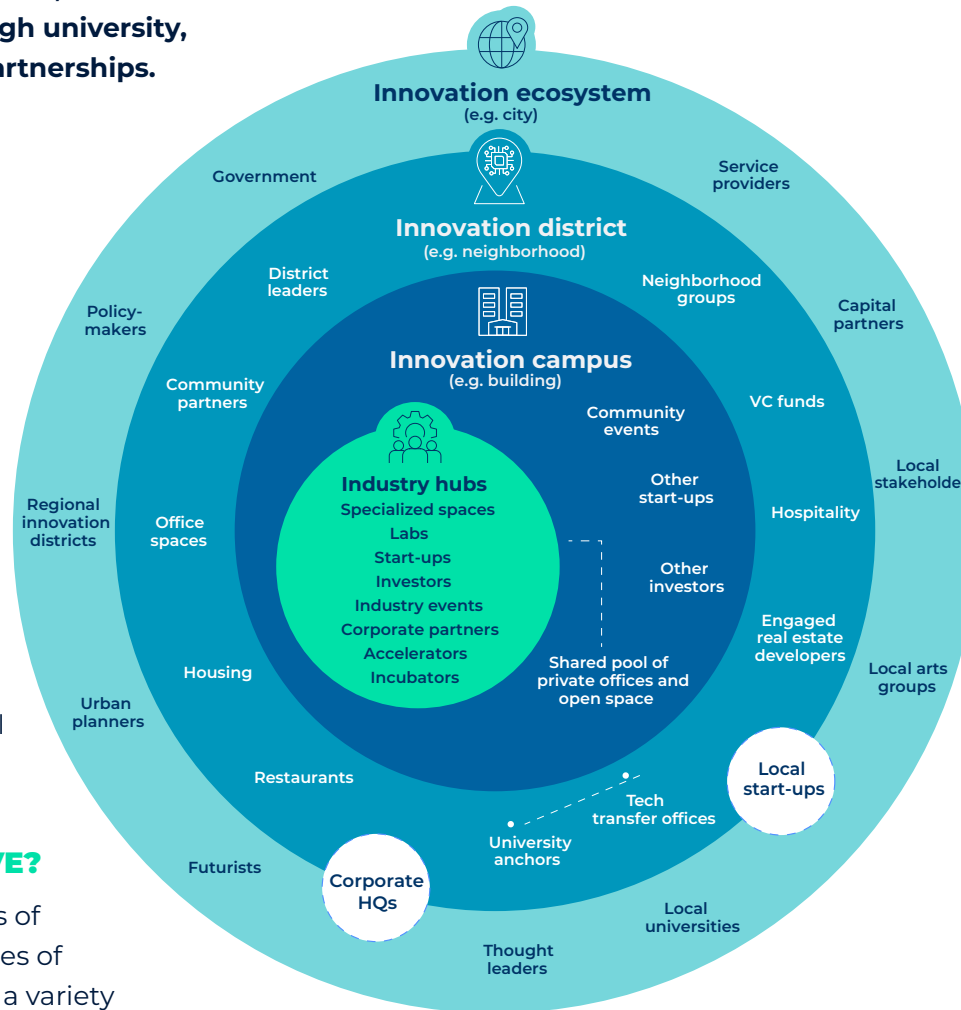 gh university,
artnerships.
Innovation ecosystem
(e.g. city)
Government
Service
providers
Innovation district
(e.g. neighborhood)
District
leaders
Neighborhood
groups
Policy-
makers
Capital
partners
Innovation campus
(e.g. building)
Community
partners
Community
events
VC funds
Industry hubs
Specialized spaces
Labs
Start-ups
Investors
Industry events
Corporate partners
Accelerators
Incubators
Other
start-ups
Local
stakeholde
Regional
innovation
districts
Office
spaces
Hospitality
Other
investors
Engaged
real estate
developers
Shared pool of
private offices and
open space
Housing
Local arts
groups
Urban
planners
Restaurants
Local
start-ups
Tech
transfer offices
University
anchors
Futurists
Corporate
HQs
Local
universities
Thought
leaders
VE?
s of
es of
a variety